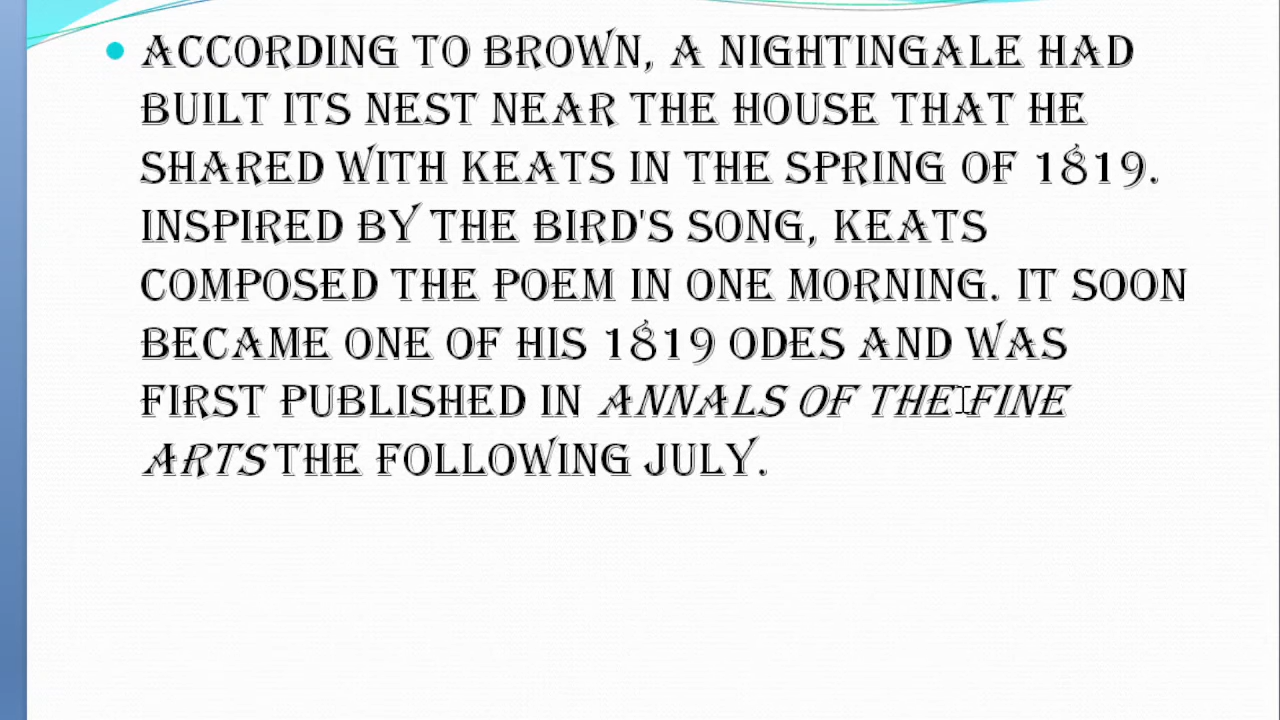 ACCORDING TO BROWN, A NIGHTINGALE HAD
BUILT ITS NEST NEAR THE HOUSE THAT HE
SHARED WITH KEATS IN THE SPRING OF 1819.
INSPIRED BY THE BIRD'S SONG, KEATS
COMPOSED THE POEM IN ONE MORNING. IT SOON
BECAME ONE OF HIS 1819 ODES AND WAS
FIRST PUBLISHED IN ANNALS OF THE FINE
ARTS THE FOLLOWING JULY.